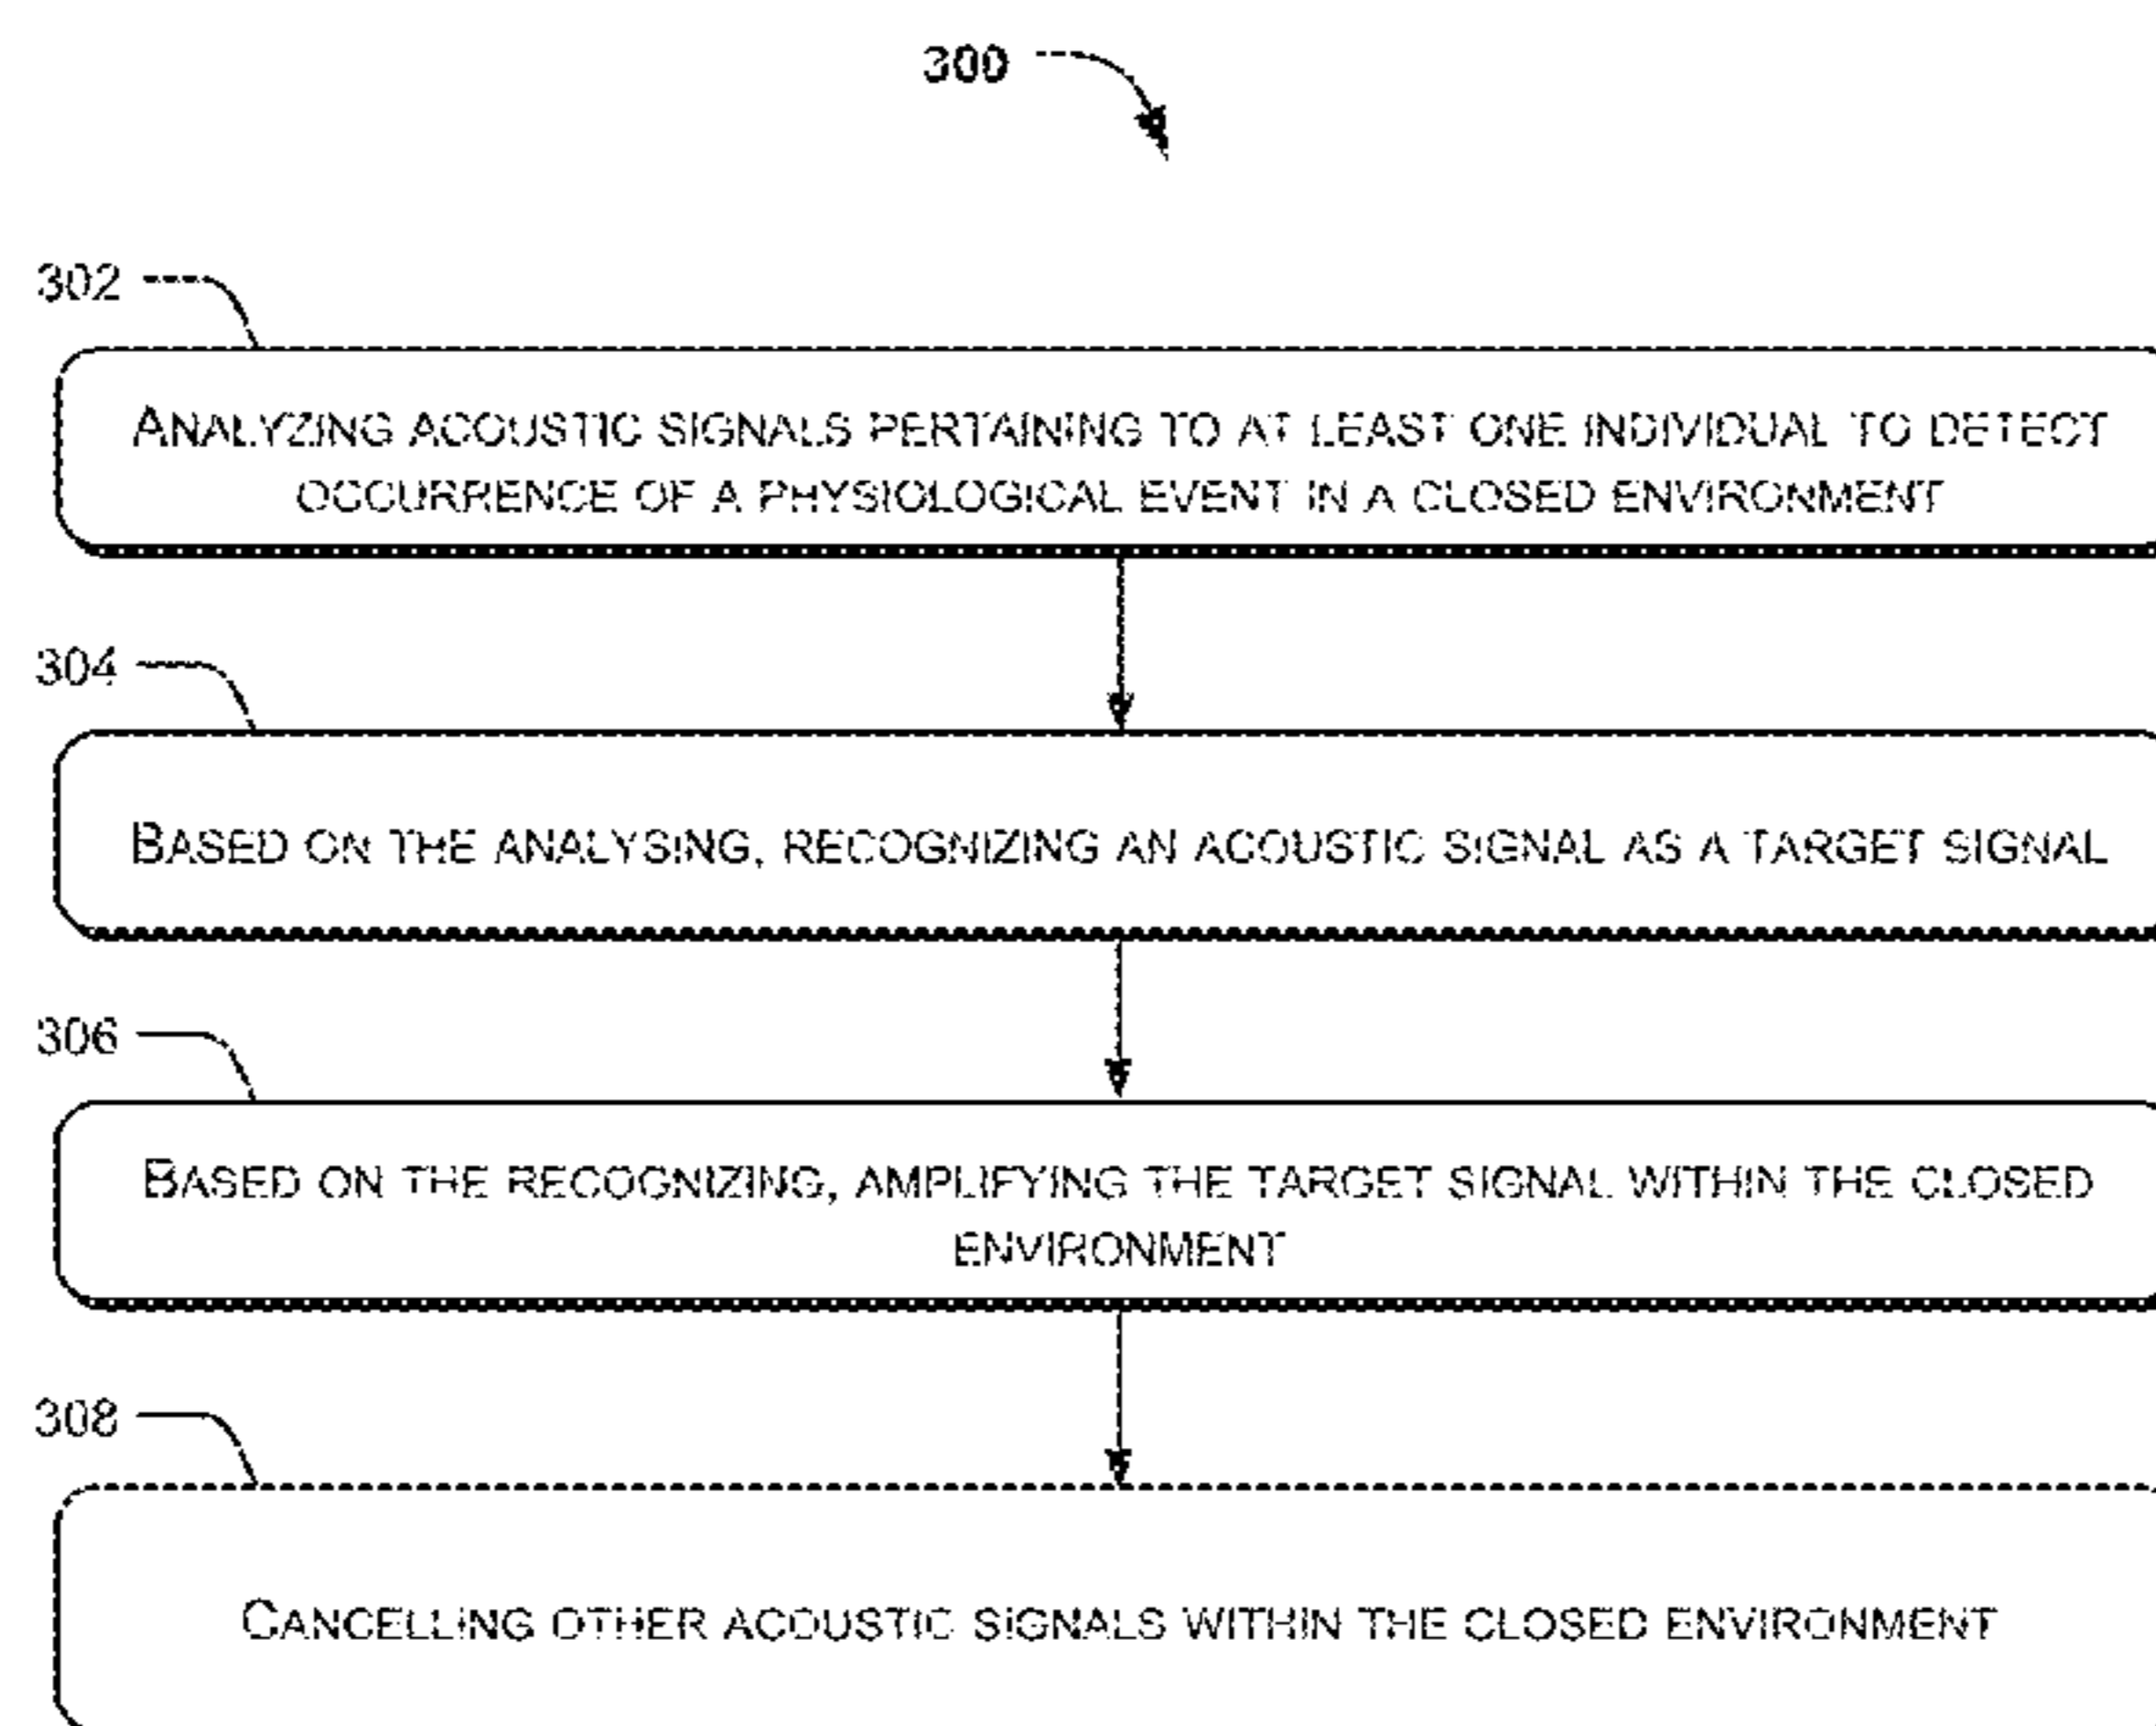 300
302
ANALYZING ACOUSTIC SIGNALS PERTAINING TO AT LEAST ONE INDIVIDUAL TO DETECT
OCCURRENCE OF A PHYSIOLOGICAL EVENT IN A CLOSED ENVIRONMENT
304
BASED ON THE ANALYSING, RECOGNIZING AN ACOUSTIC SIGNAL AS A TARGET SIGNAL
306
BASED ON THE RECOGNIZING, AMPLIFYING THE TARGET SIGNAL WITHIN THE CLOSED
ENVIRONMENT
308
CANCELLING OTHER ACOUSTIC SIGNALS WITHIN THE CLOSED ENVIRONMENT